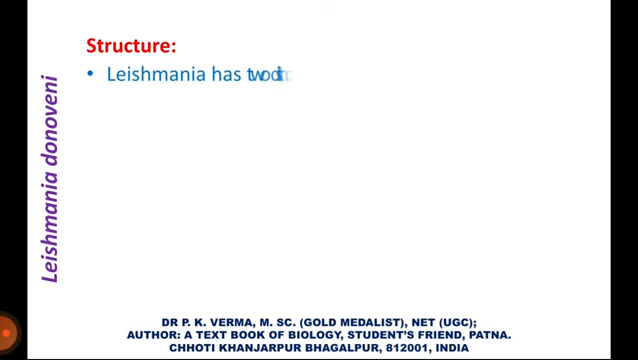 Structure:
• Leishmania has two
Leishmania donoveni
DR P. K. VERMA, M. SC. (GOLD MEDALIST), NET (UGC);
AUTHOR: A TEXT BOOK OF BIOLOGY, STUDENT'S FRIEND, PATNA.
CHHOTI KHANJARPUR BHAGALPUR, 812001, INDIA